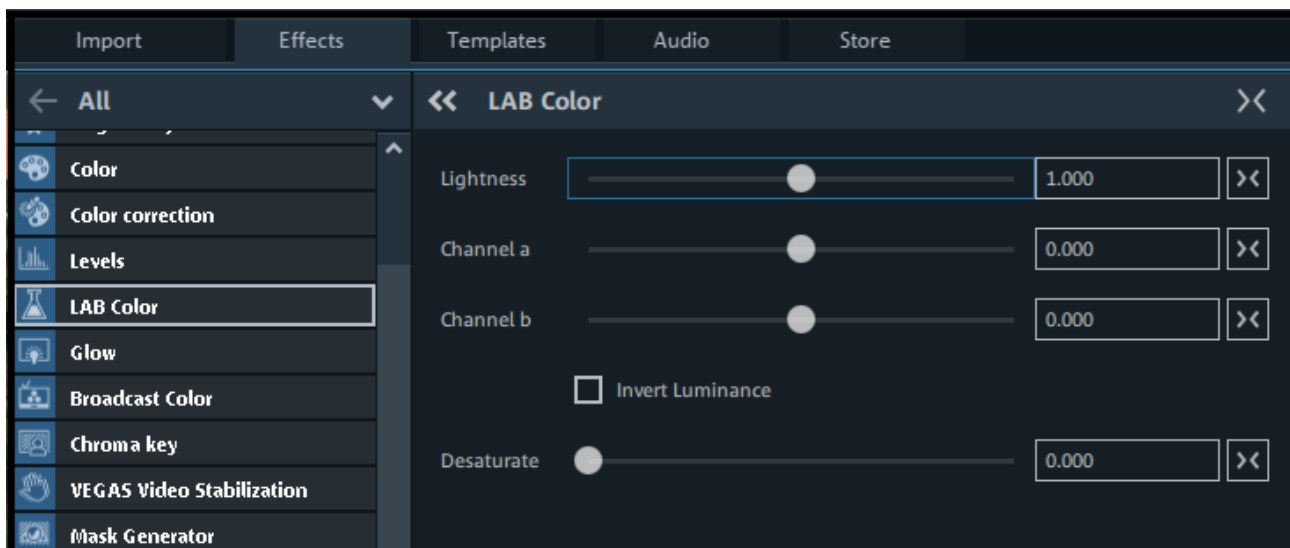 Import Effects Templates Audio Store
All
Color
Color correction
Levels
LAB Color
Glow
Broadcast Color
Chroma key
VEGAS Video Stabilization
Mask Generator
LAB Color
Lightness 1.000
Channel a 0.000
Channel b 0.000
Invert Luminance
Desaturate 0.000